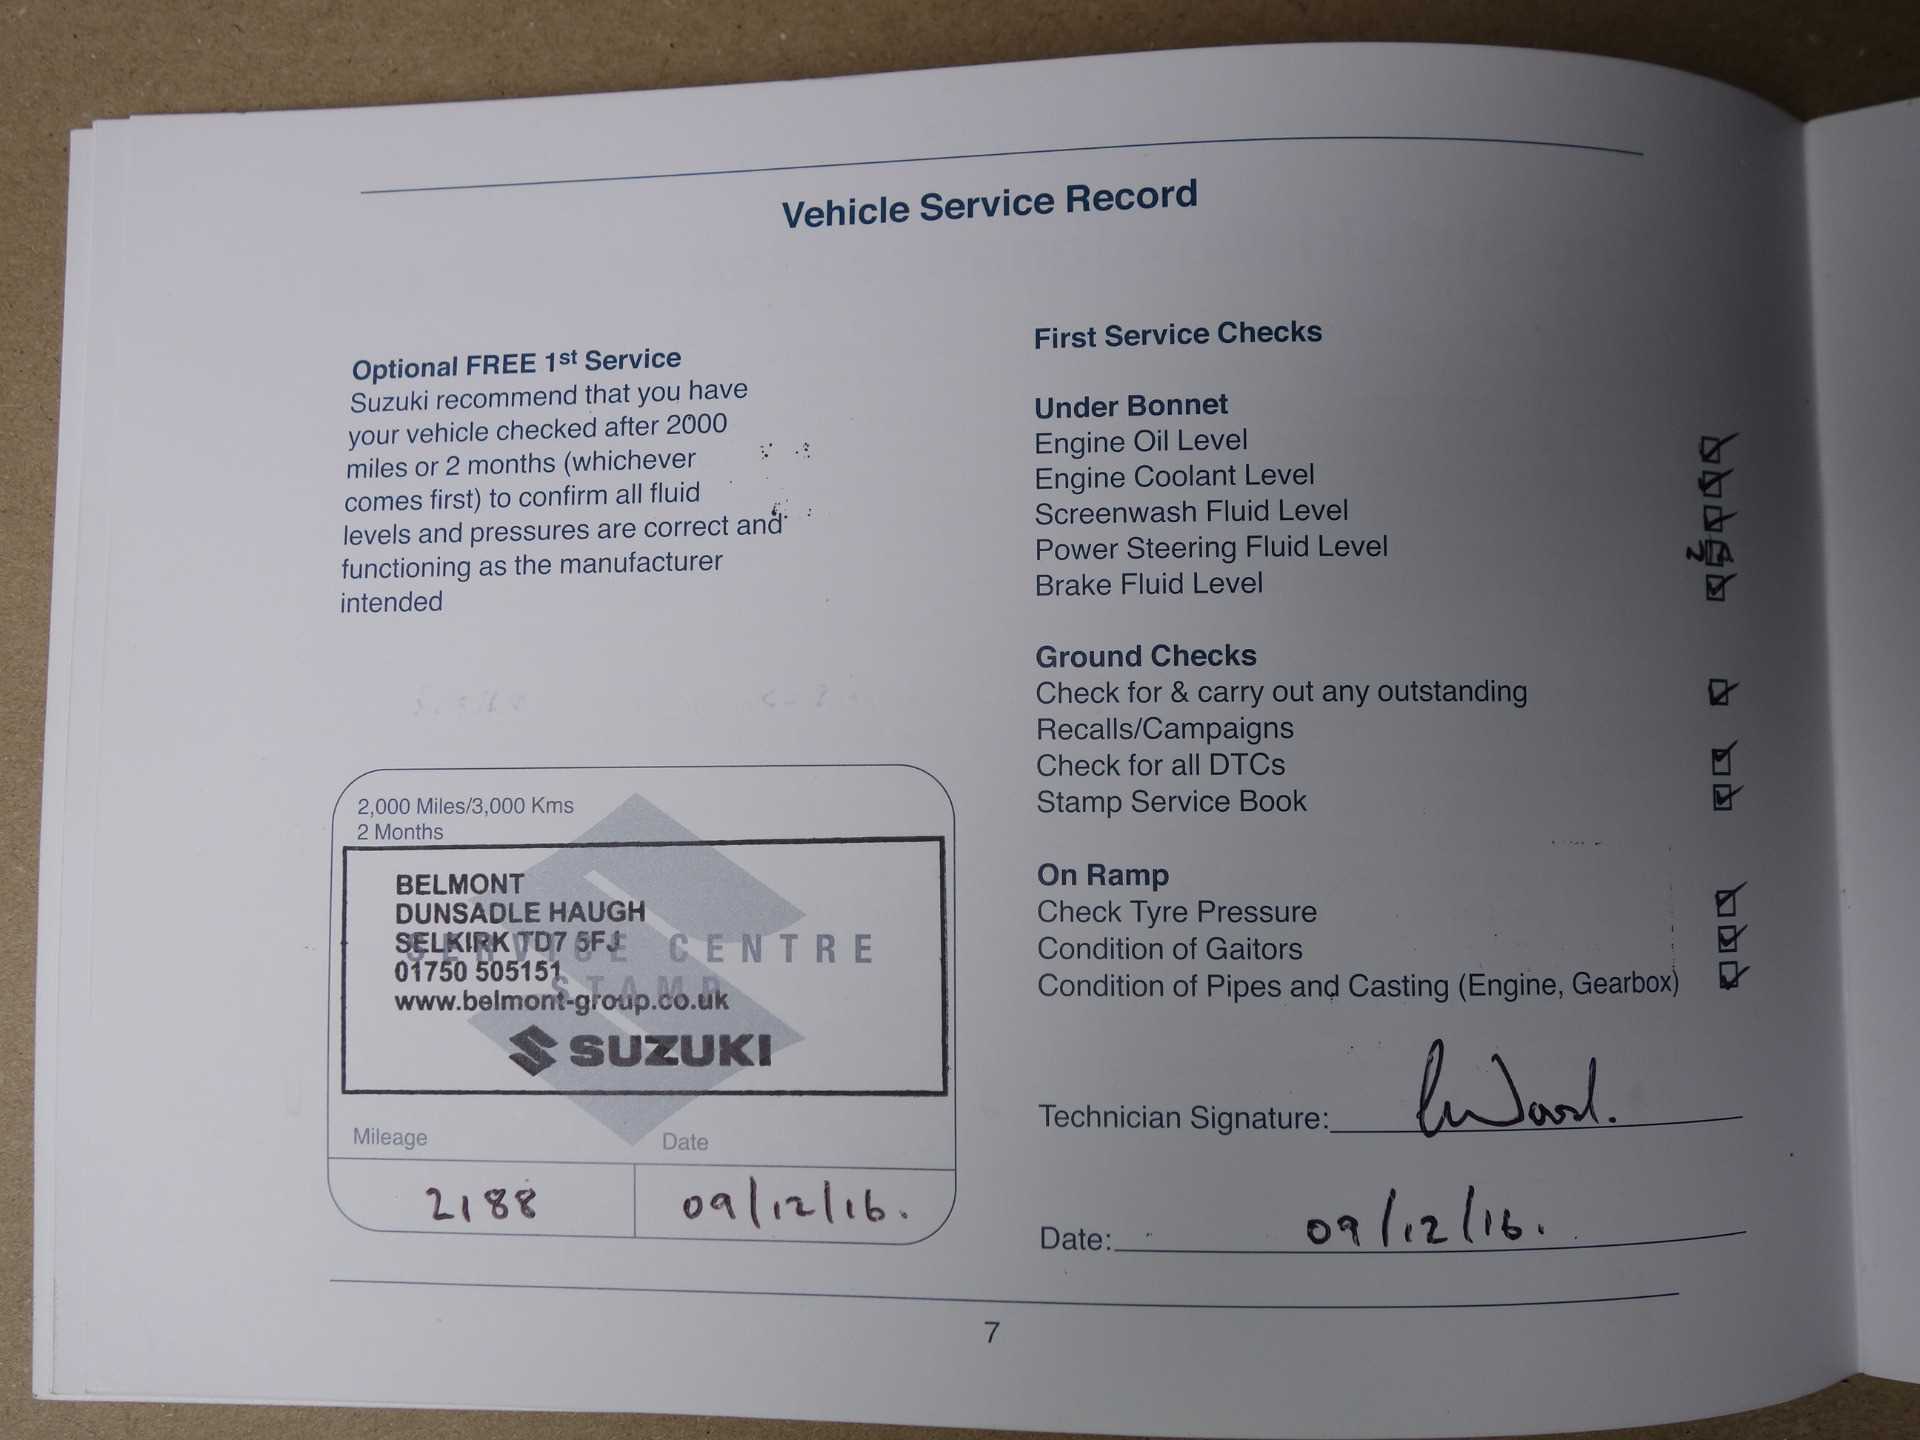 Vehicle Service Record
Optional FREE 1st Service
Suzuki recommend that you have
your vehicle checked after 2000
miles or 2 months (whichever
comes first) to confirm all fluid
levels and pressures are correct and
functioning as the manufacturer
intended
2,000 Miles/3,000 Kms
2 Months
BELMONT
DUNSADLE HAUGH
SELKIRK TD7 5FJ
SERVICE CENTRE
01750 505151
STAMP
www.belmont-group.co.uk
SUZUKI
Mileage
Date
2188
09/12/16.
First Service Checks
Under Bonnet
Engine Oil Level
Engine Coolant Level
Screenwash Fluid Level
Power Steering Fluid Level
Brake Fluid Level
Ground Checks
Check for & carry out any outstanding
Recalls/Campaigns
Check for all DTCs
Stamp Service Book
On Ramp
Check Tyre Pressure
Condition of Gaitors
Condition of Pipes and Casting (Engine, Gearbox)
Technician Signature:
Date: 09/12/16.
7